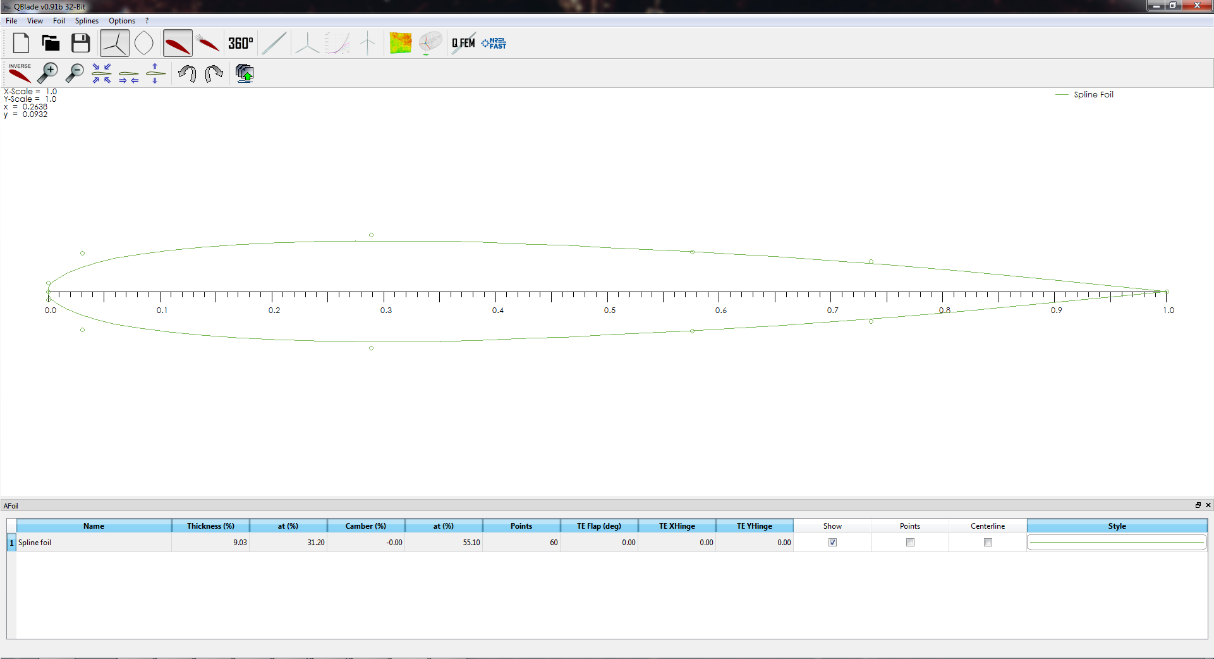 QBlade v0.91b 32-Bit
File View Foil Splines Options ?
360° Q FEM NREL FAST
INVERSE
X-Scale = 1.0
Y-Scale = 1.0
x = 0.2638
y = 0.0932
Spline Foil
0.0 0.1 0.2 0.3 0.4 0.5 0.6 0.7 0.8 0.9 1.0
AFoil
Name Thickness (%) at (%) Camber (%) at (%) Points TE Flap (deg) TE XHinge TE YHinge Show Points Centerline Style
1 Spline foil 9.03 31.20 -0.00 55.10 60 0.00 0.00 0.00